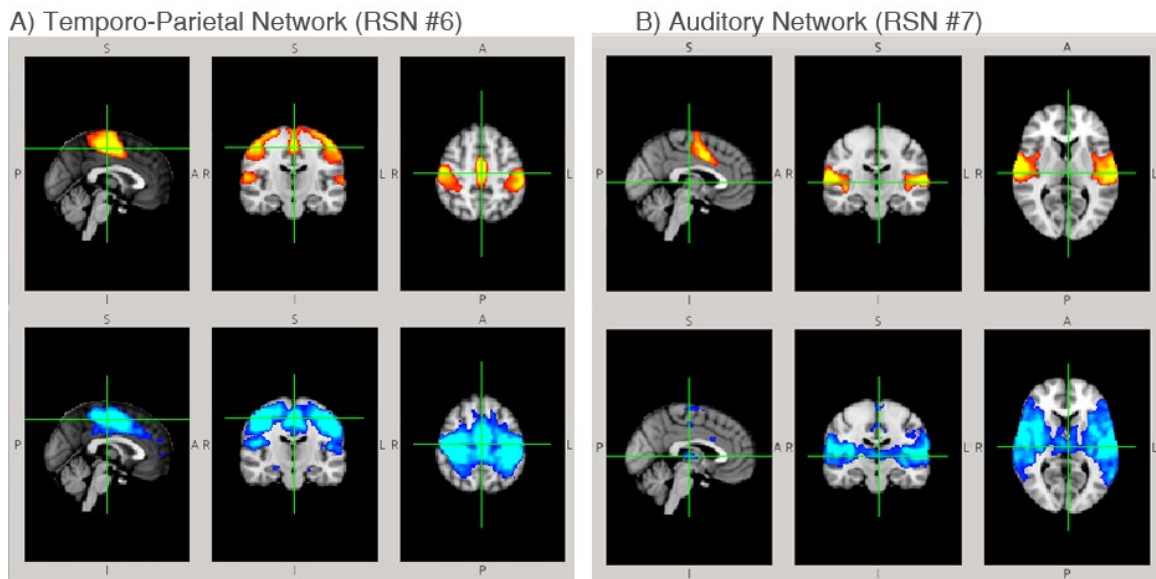 A) Temporo-Parietal Network (RSN #6)
B) Auditory Network (RSN #7)
S S A
P A R L R L
I I P
S S A
P A R L R L
I I P
S S A
P A R L R L
I I P
S S A
P A R L R L
I I P